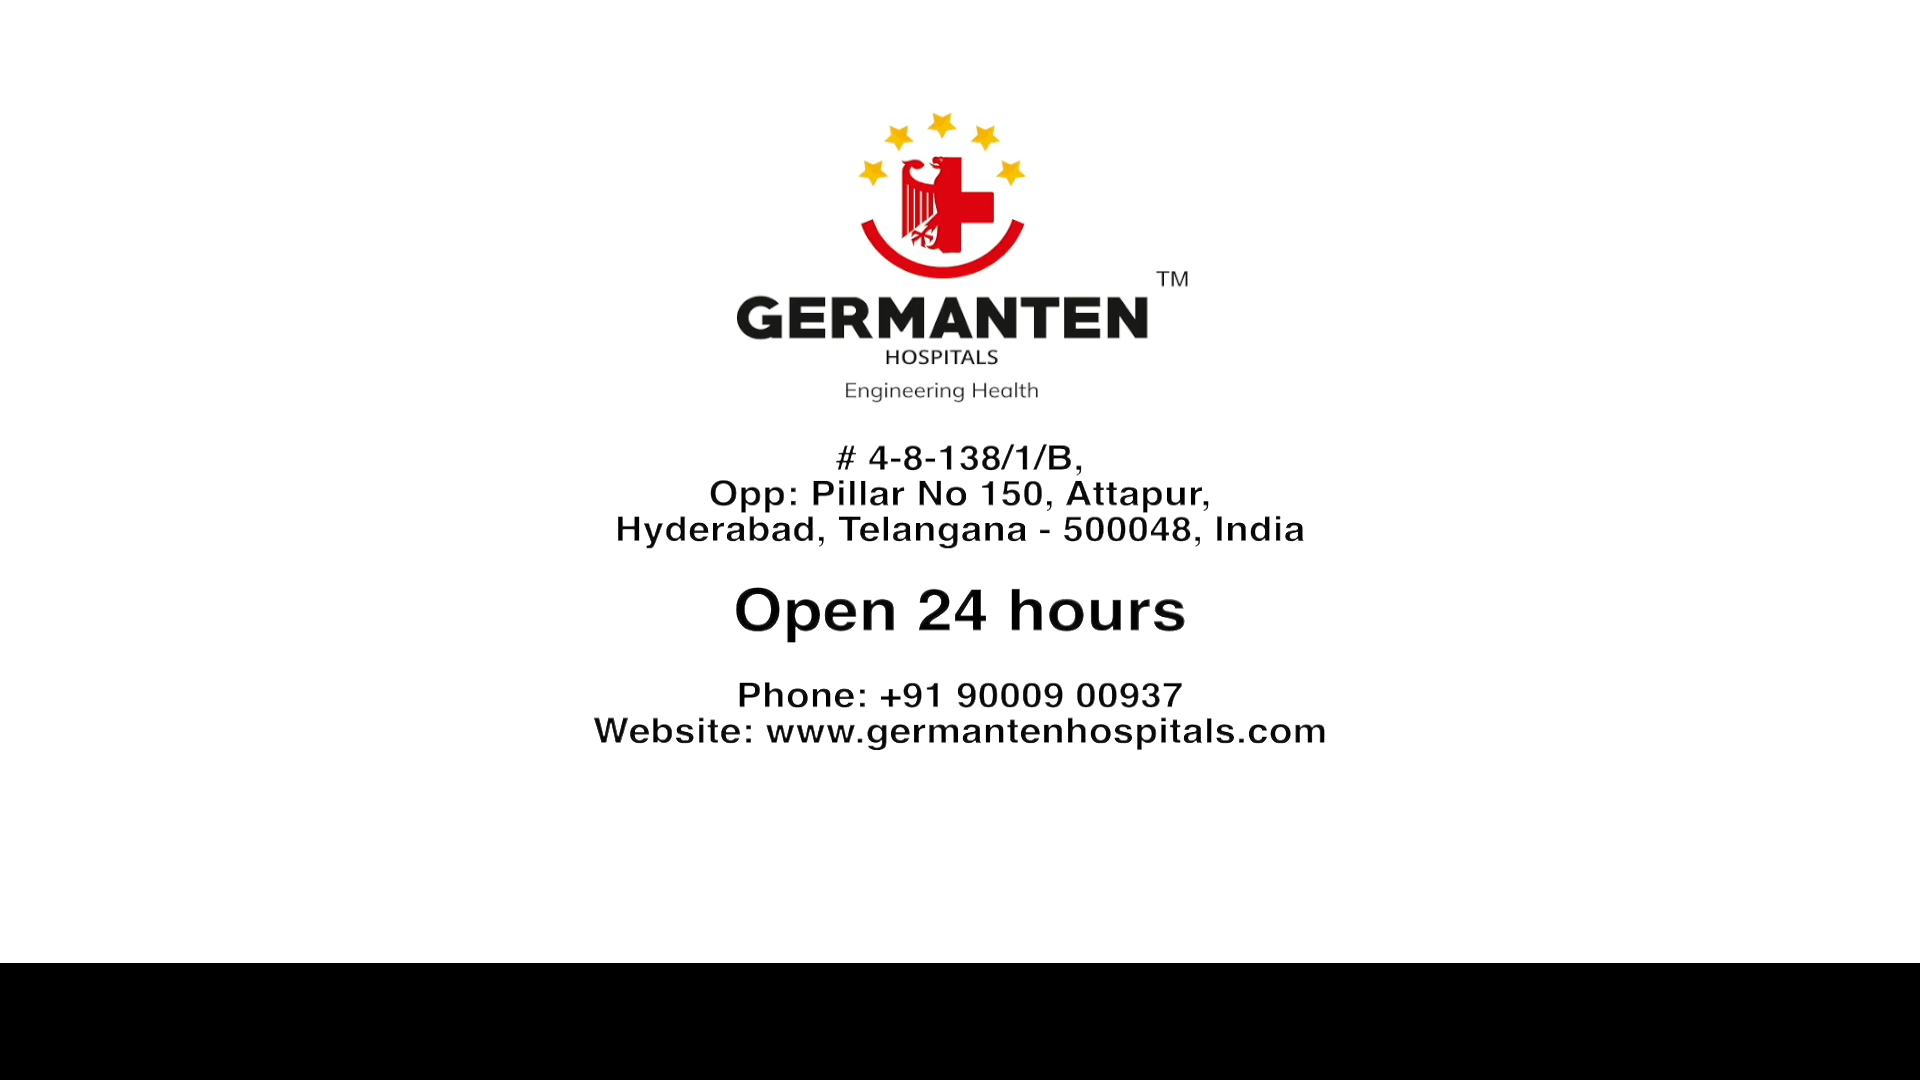 TM
GERMANTEN
HOSPITALS
Engineering Health
# 4-8-138/1/B,
Opp: Pillar No 150, Attapur,
Hyderabad, Telangana - 500048, India
Open 24 hours
Phone: +91 90009 00937
Website: www.germantenhospitals.com